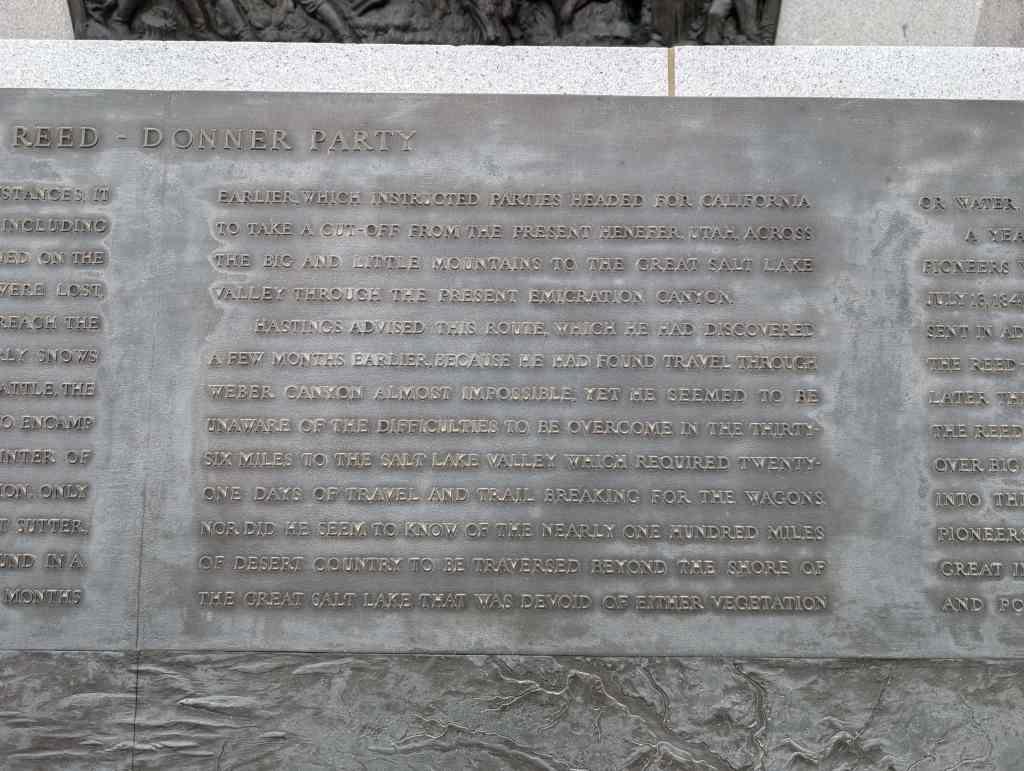 REED - DONNER PARTY
STANCES, IT
INCLUDING
ED ON THE
WERE LOST,
REACH THE
RLY SNOWS
ATTLE, THE
O ENCAMP
INTER OF
ION. ONLY
T SUTTER,
UND IN A
MONTHS
EARLIER, WHICH INSTRUCTED PARTIES HEADED FOR CALIFORNIA
TO TAKE A CUT-OFF FROM THE PRESENT HENEFER, UTAH, ACROSS
THE BIG AND LITTLE MOUNTAINS TO THE GREAT SALT LAKE
VALLEY THROUGH THE PRESENT EMIGRATION CANYON.
HASTINGS ADVISED THIS ROUTE, WHICH HE HAD DISCOVERED
A FEW MONTHS EARLIER, BECAUSE HE HAD FOUND TRAVEL THROUGH
WEBER CANYON ALMOST IMPOSSIBLE, YET HE SEEMED TO BE
UNAWARE OF THE DIFFICULTIES TO BE OVERCOME IN THE THIRTY-
SIX MILES TO THE SALT LAKE VALLEY WHICH REQUIRED TWENTY-
ONE DAYS OF TRAVEL AND TRAIL BREAKING FOR THE WAGONS.
NOR DID HE SEEM TO KNOW OF THE NEARLY ONE HUNDRED MILES
OF DESERT COUNTRY TO BE TRAVERSED BEYOND THE SHORE OF
THE GREAT SALT LAKE THAT WAS DEVOID OF EITHER VEGETATION
OR WATER.
A YEA
PIONEERS
JULY 18, 184
SENT IN AD
THE REED
LATER TH
THE REED
OVER BIG
INTO TH
PIONEERS
GREAT IN
AND PO